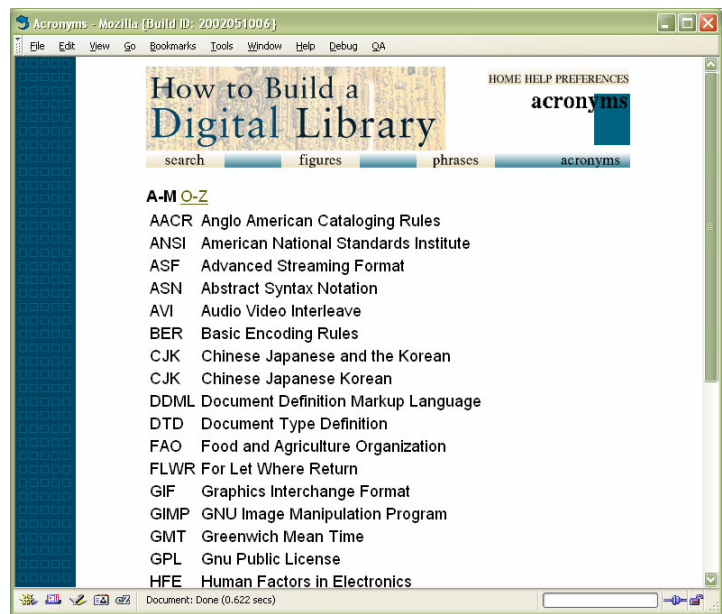 Acronyms - Mozilla {Build ID: 2002051006}
File Edit View Go Bookmarks Tools Window Help Debug QA
How to Build a
Digital Library
HOME HELP PREFERENCES
acronyms
search figures phrases acronyms
A-M O-Z
AACR Anglo American Cataloging Rules
ANSI American National Standards Institute
ASF Advanced Streaming Format
ASN Abstract Syntax Notation
AVI Audio Video Interleave
BER Basic Encoding Rules
CJK Chinese Japanese and the Korean
CJK Chinese Japanese Korean
DDML Document Definition Markup Language
DTD Document Type Definition
FAO Food and Agriculture Organization
FLWR For Let Where Return
GIF Graphics Interchange Format
GIMP GNU Image Manipulation Program
GMT Greenwich Mean Time
GPL Gnu Public License
HFE Human Factors in Electronics
Document: Done (0.622 secs)